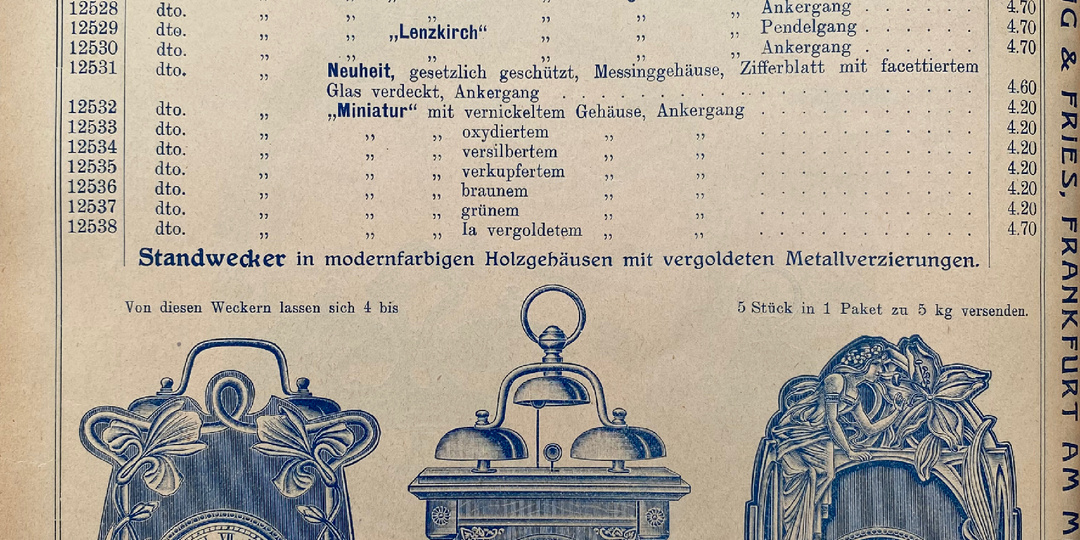 12528 dto. „ „ „ „ „ Ankergang . . . . . . 4.70
12529 dto. „ „ „Lenzkirch“ „ „ „ Pendelgang . . . . . . 4.70
12530 dto. „ „ „ „ „ „ Ankergang . . . . . . 4.70
12531 dto. „ Neuheit, gesetzlich geschützt, Messinggehäuse, Zifferblatt mit facettiertem
Glas verdeckt, Ankergang . . . . . . . . . . . . 4.60
12532 dto. „ „Miniatur“ mit vernickeltem Gehäuse, Ankergang . . . . . . 4.20
12533 dto. „ „ „ oxydiertem „ „ . . . . . . 4.20
12534 dto. „ „ „ versilbertem „ „ . . . . . . 4.20
12535 dto. „ „ „ verkupfertem „ „ . . . . . . 4.20
12536 dto. „ „ „ braunem „ „ . . . . . . 4.20
12537 dto. „ „ „ grünem „ „ . . . . . . 4.20
12538 dto. „ „ „ Ia vergoldetem „ „ . . . . . . 4.70
Standwecker in modernfarbigen Holzgehäusen mit vergoldeten Metallverzierungen.
Von diesen Weckern lassen sich 4 bis 5 Stück in 1 Paket zu 5 kg versenden.
VII
& FRIES, FRANKFURT AM